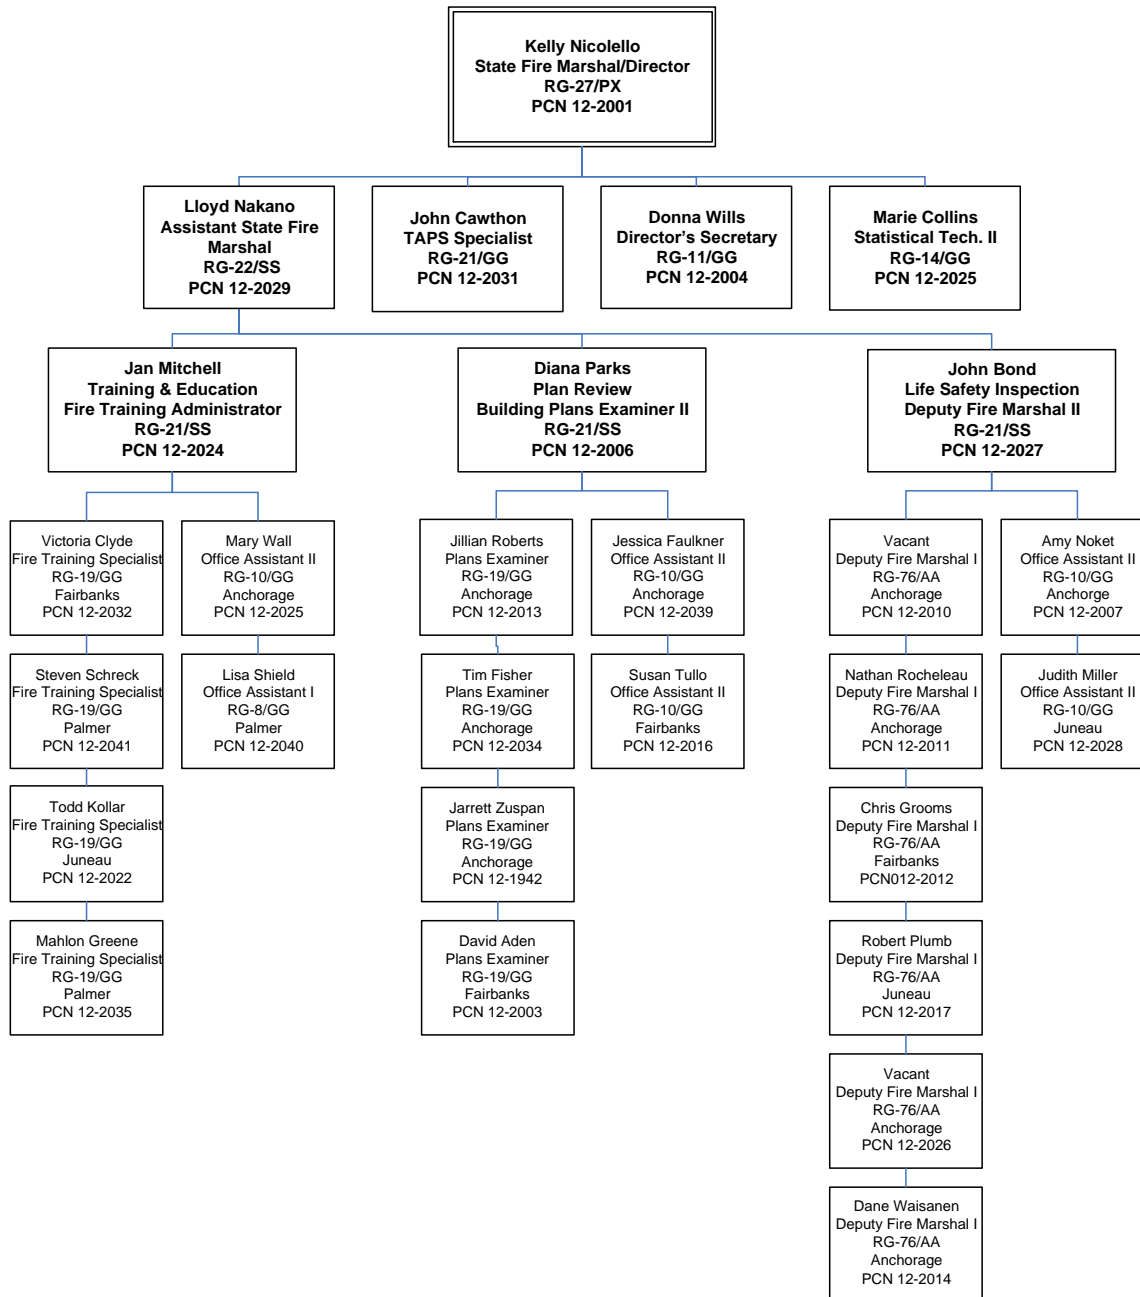 Kelly Nicolello
State Fire Marshal/Director
RG-27/PX
PCN 12-2001
Lloyd Nakano
Assistant State Fire
Marshal
RG-22/SS
PCN 12-2029
John Cawthon
TAPS Specialist
RG-21/GG
PCN 12-2031
Donna Wills
Director's Secretary
RG-11/GG
PCN 12-2004
Marie Collins
Statistical Tech. II
RG-14/GG
PCN 12-2025
Jan Mitchell
Training & Education
Fire Training Administrator
RG-21/SS
PCN 12-2024
Diana Parks
Plan Review
Building Plans Examiner II
RG-21/SS
PCN 12-2006
John Bond
Life Safety Inspection
Deputy Fire Marshal II
RG-21/SS
PCN 12-2027
Victoria Clyde
Fire Training Specialist
RG-19/GG
Fairbanks
PCN 12-2032
Mary Wall
Office Assistant II
RG-10/GG
Anchorage
PCN 12-2025
Jillian Roberts
Plans Examiner
RG-19/GG
Anchorage
PCN 12-2013
Jessica Faulkner
Office Assistant II
RG-10/GG
Anchorage
PCN 12-2039
Vacant
Deputy Fire Marshal I
RG-76/AA
Anchorage
PCN 12-2010
Amy Noket
Office Assistant II
RG-10/GG
Anchorge
PCN 12-2007
Steven Schreck
Fire Training Specialist
RG-19/GG
Palmer
PCN 12-2041
Lisa Shield
Office Assistant I
RG-8/GG
Palmer
PCN 12-2040
Tim Fisher
Plans Examiner
RG-19/GG
Anchorage
PCN 12-2034
Susan Tullo
Office Assistant II
RG-10/GG
Fairbanks
PCN 12-2016
Nathan Rocheleau
Deputy Fire Marshal I
RG-76/AA
Anchorage
PCN 12-2011
Judith Miller
Office Assistant II
RG-10/GG
Juneau
PCN 12-2028
Todd Kollar
Fire Training Specialist
RG-19/GG
Juneau
PCN 12-2022
Jarrett Zuspan
Plans Examiner
RG-19/GG
Anchorage
PCN 12-1942
Chris Grooms
Deputy Fire Marshal I
RG-76/AA
Fairbanks
PCN012-2012
Mahlon Greene
Fire Training Specialist
RG-19/GG
Palmer
PCN 12-2035
David Aden
Plans Examiner
RG-19/GG
Fairbanks
PCN 12-2003
Robert Plumb
Deputy Fire Marshal I
RG-76/AA
Juneau
PCN 12-2017
Vacant
Deputy Fire Marshal I
RG-76/AA
Anchorage
PCN 12-2026
Dane Waisanen
Deputy Fire Marshal I
RG-76/AA
Anchorage
PCN 12-2014